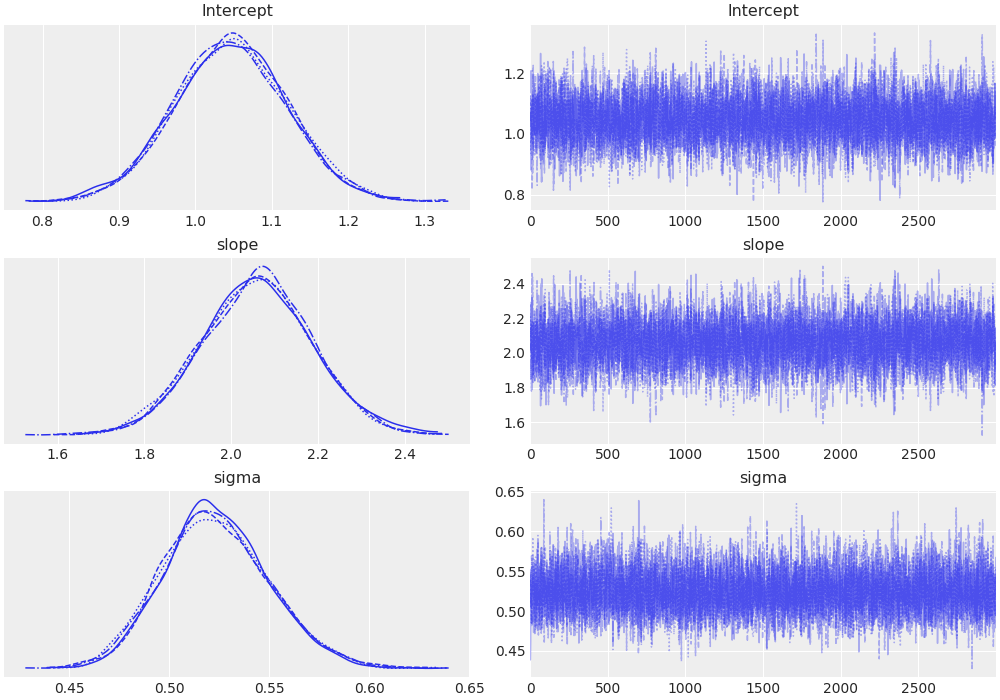 Intercept
Intercept
1.2
1.0
0.8
0.8 0.9 1.0 1.1 1.2 1.3
0 500 1000 1500 2000 2500
slope
slope
2.4
2.2
2.0
1.8
1.6
1.6 1.8 2.0 2.2 2.4
0 500 1000 1500 2000 2500
sigma
sigma
0.65
0.60
0.55
0.50
0.45
0.45 0.50 0.55 0.60 0.65
0 500 1000 1500 2000 2500